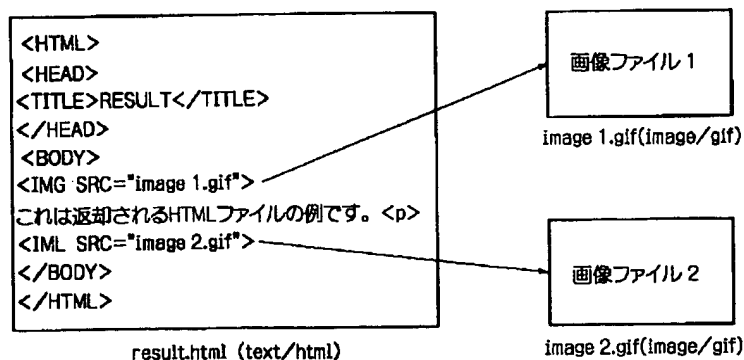 <HTML>
<HEAD>
<TITLE>RESULT</TITLE>
</HEAD>
<BODY>
<IMG SRC="image 1.gif">
これは返却されるHTMLファイルの例です。<p>
<IML SRC="image 2.gif">
</BODY>
</HTML>
result.html (text/html)
画像ファイル 1
image 1.gif(image/gif)
画像ファイル 2
image 2.gif(image/gif)